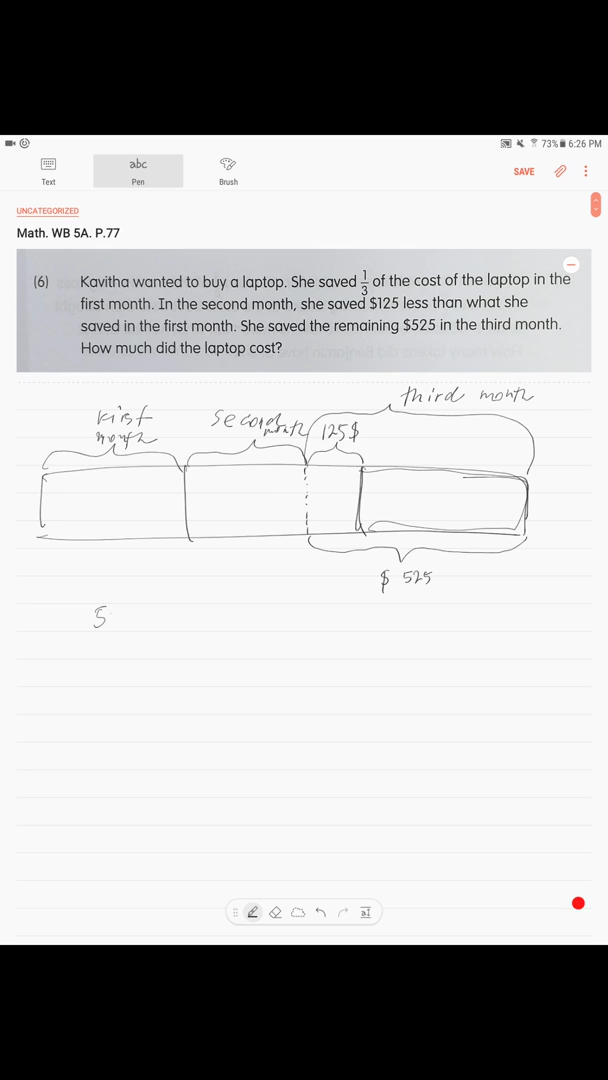 73% 6:26 PM
abc
Text
Pen
Brush
SAVE
UNCATEGORIZED
Math. WB 5A. P.77
(6) Kavitha wanted to buy a laptop. She saved 1/3 of the cost of the laptop in the
first month. In the second month, she saved $125 less than what she
saved in the first month. She saved the remaining $525 in the third month.
How much did the laptop cost?
third month
first
month
second
month
125$
$ 525
5